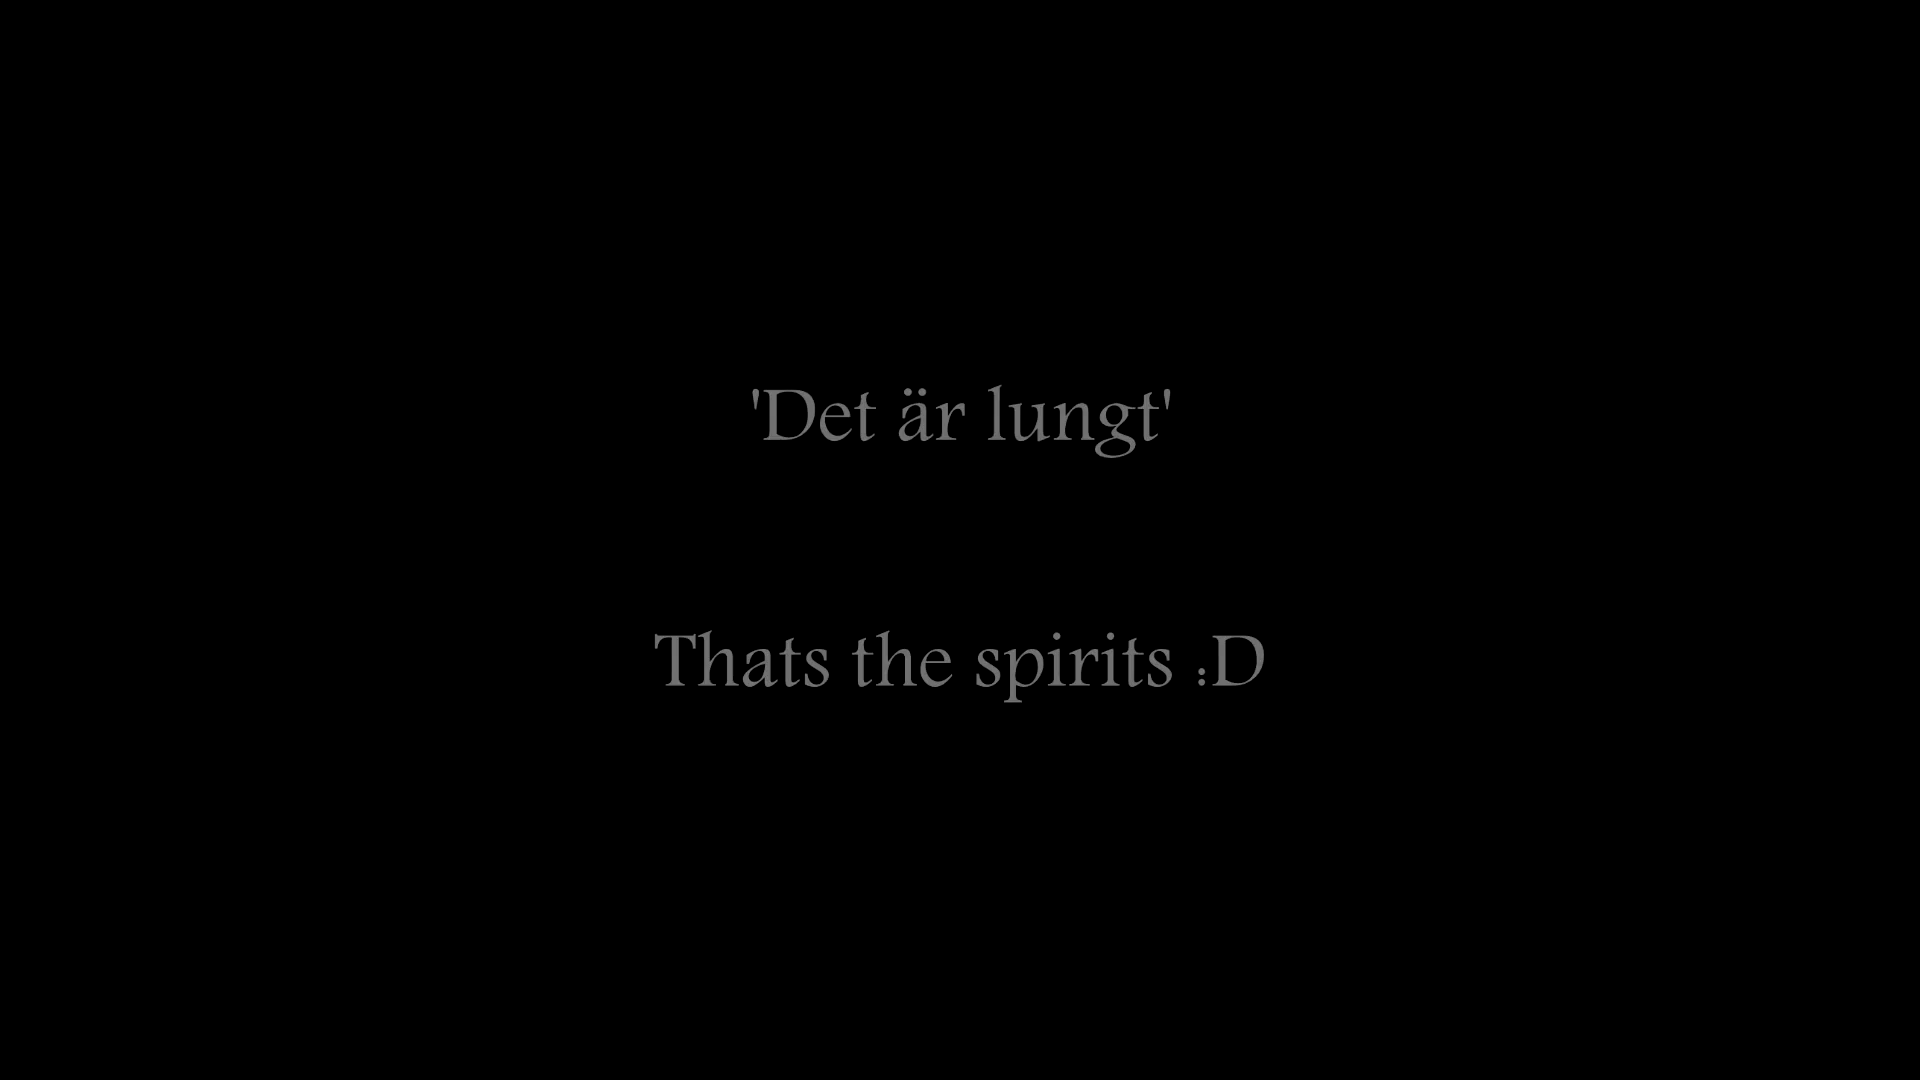 'Det är lungt'
Thats the spirits :D